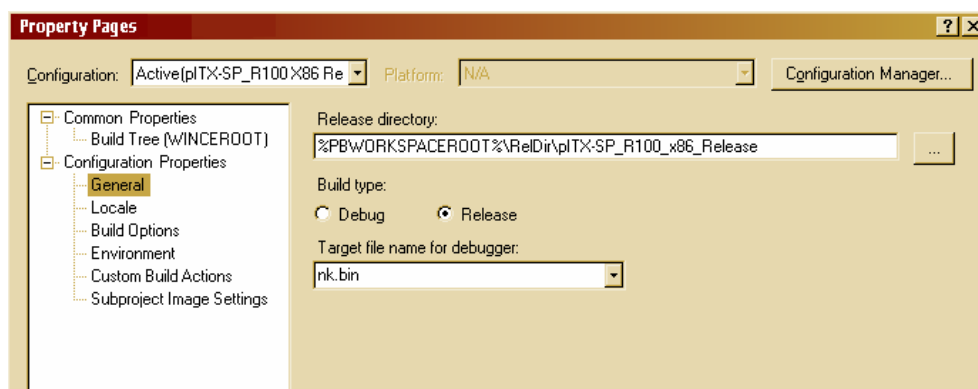 Property Pages
Configuration: Active(pITX-SP_R100 X86 Re Platform: N/A Configuration Manager...
Common Properties
Build Tree (WINCEROOT)
Configuration Properties
General
Locale
Build Options
Environment
Custom Build Actions
Subproject Image Settings
Release directory:
%PBWORKSPACEROOT%\RelDir\pITX-SP_R100_x86_Release
...
Build type:
Debug Release
Target file name for debugger:
nk.bin